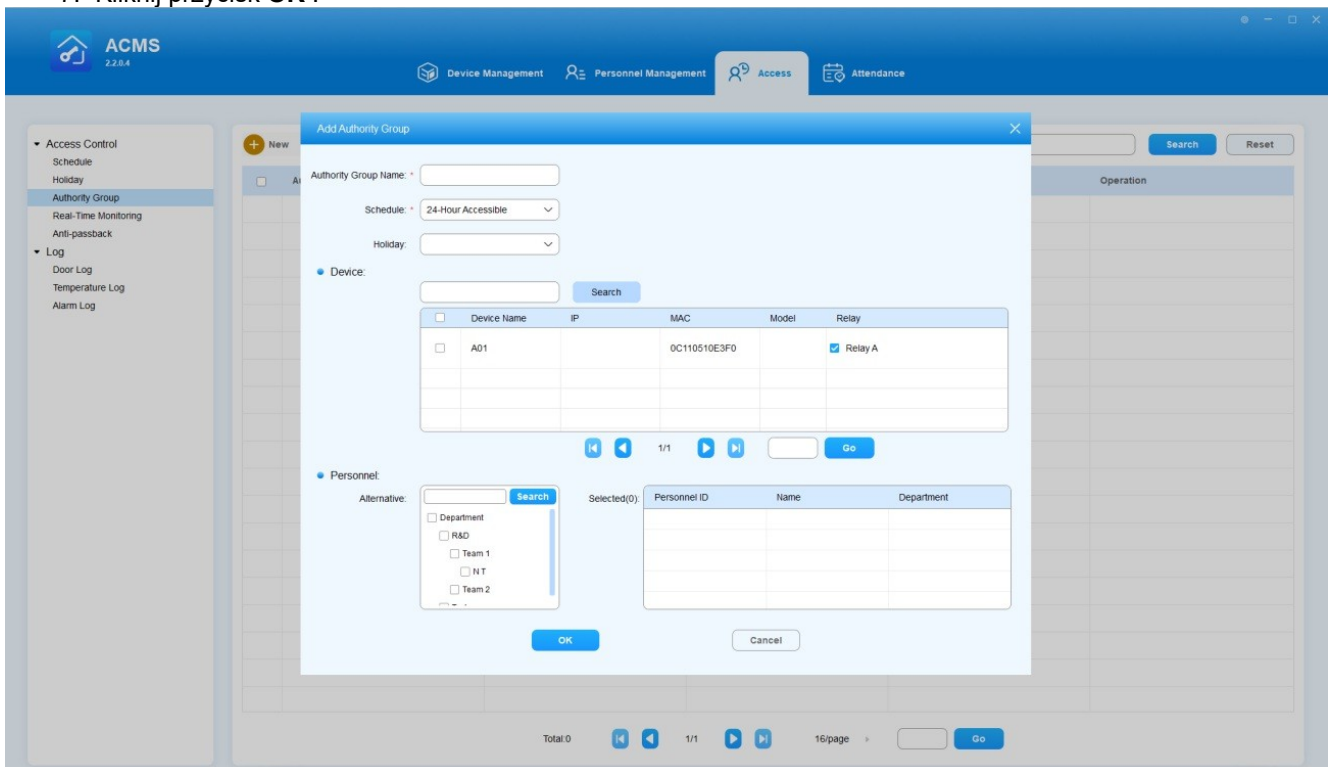 7. Kliknij przycisk OK .
ACMS
2.2.0.4
Device Management Personnel Management Access Attendance
Access Control
Schedule
Holiday
Authority Group
Real-Time Monitoring
Anti-passback
Log
Door Log
Temperature Log
Alarm Log
New
Search Reset
Operation
Add Authority Group
Authority Group Name: *
Schedule: * 24-Hour Accessible
Holiday:
Device:
Search
Device Name IP MAC Model Relay
A01 0C110510E3F0 Relay A
1/1 Go
Personnel:
Alternative: Search Selected(0): Personnel ID Name Department
Department
R&D
Team 1
N T
Team 2
OK Cancel
Total:0 1/1 16/page Go